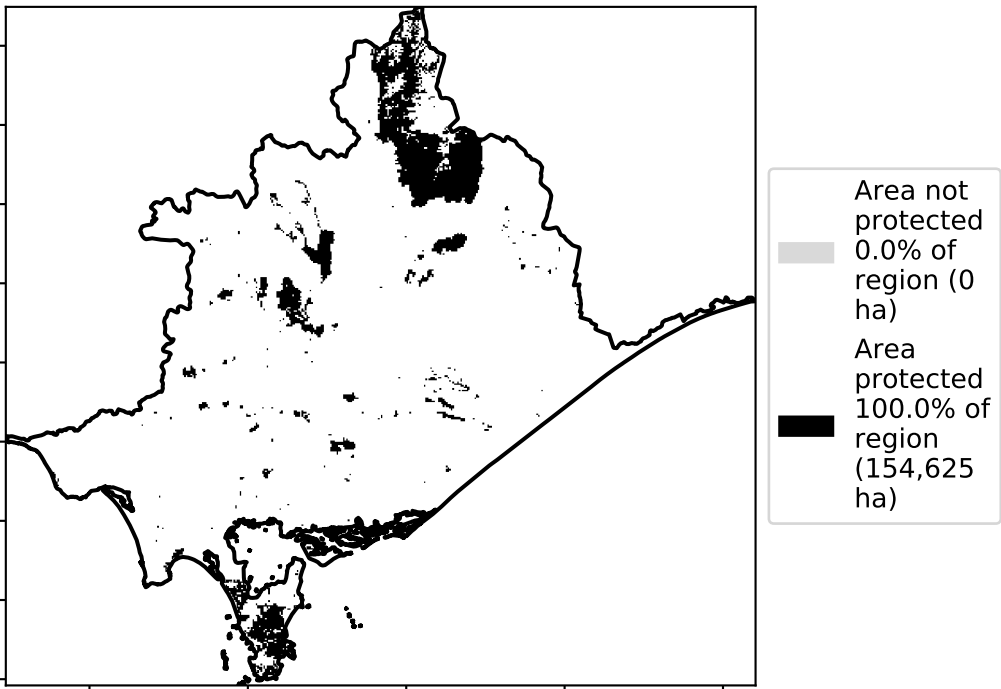 Area not
protected
0.0% of
region (0
ha)
Area
protected
100.0% of
region
(154,625
ha)